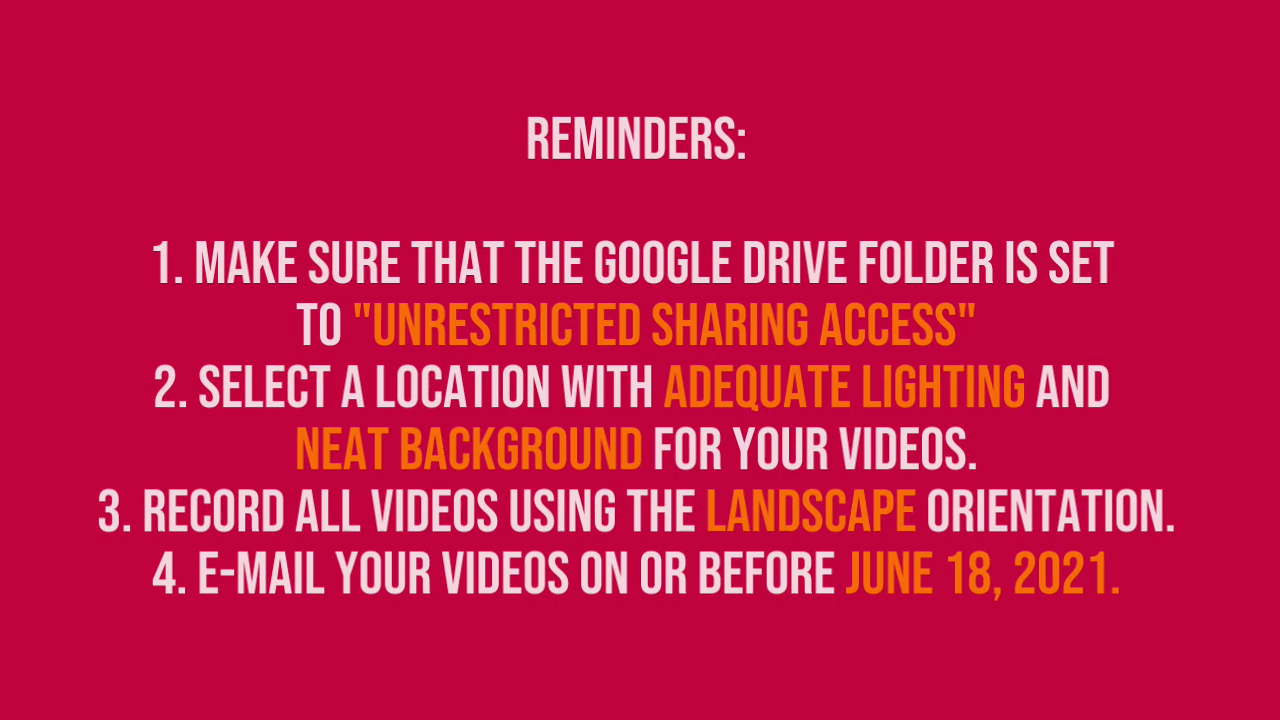 REMINDERS:
1. MAKE SURE THAT THE GOOGLE DRIVE FOLDER IS SET
TO "UNRESTRICTED SHARING ACCESS"
2. SELECT A LOCATION WITH ADEQUATE LIGHTING AND
NEAT BACKGROUND FOR YOUR VIDEOS.
3. RECORD ALL VIDEOS USING THE LANDSCAPE ORIENTATION.
4. E-MAIL YOUR VIDEOS ON OR BEFORE JUNE 18, 2021.